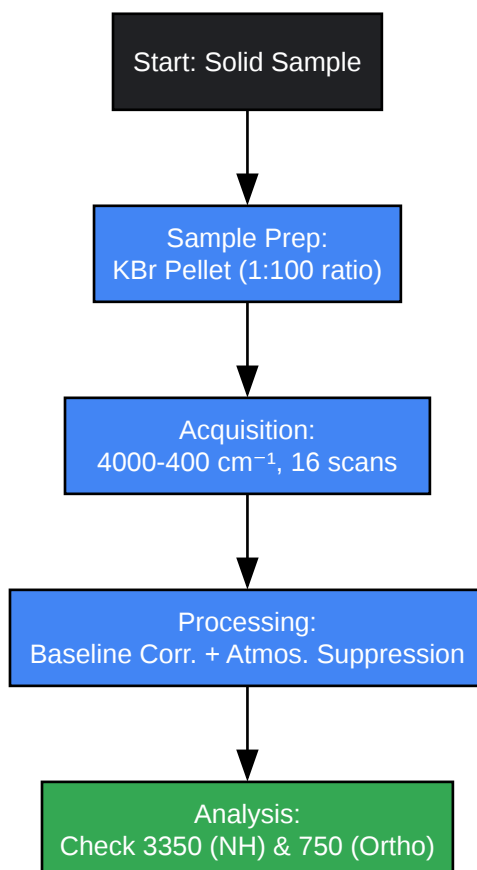 Start: Solid Sample
Sample Prep:
KBr Pellet (1:100 ratio)
Acquisition:
4000-400 cm⁻¹, 16 scans
Processing:
Baseline Corr. + Atmos. Suppression
Analysis:
Check 3350 (NH) & 750 (Ortho)